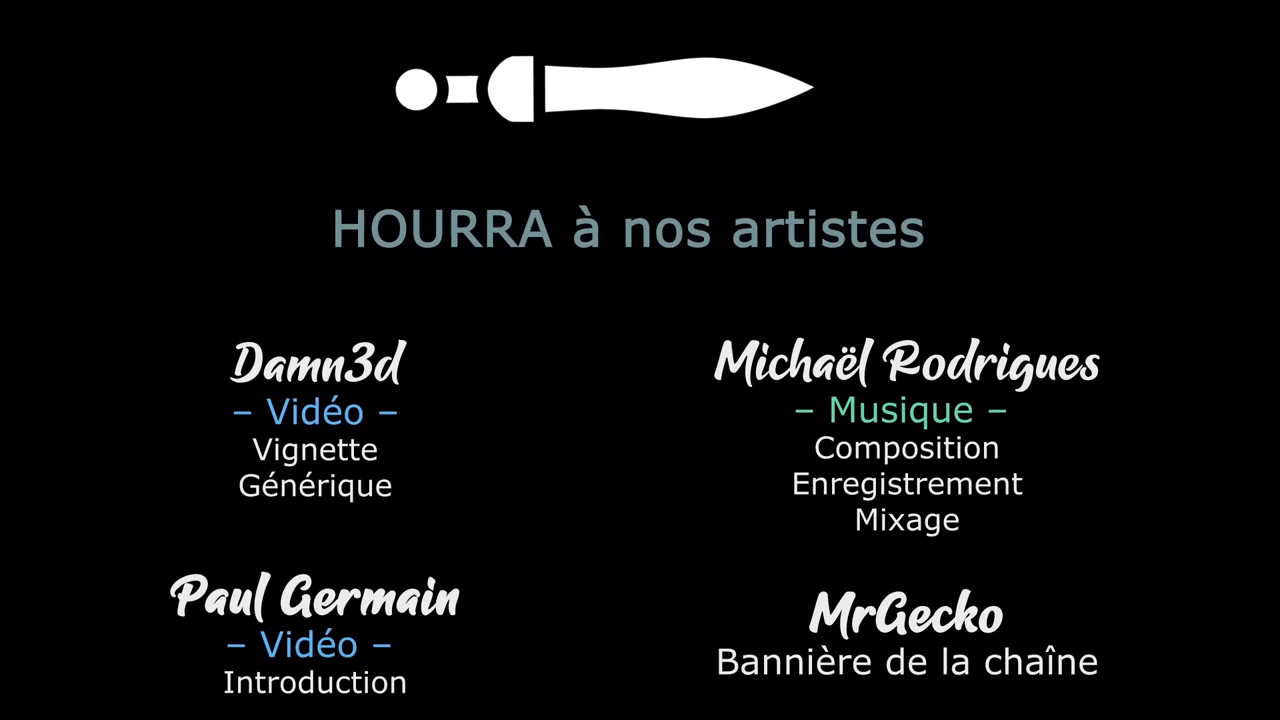 HOURRA à nos artistes
Damn3d
– Vidéo –
Vignette
Générique
Michaël Rodrigues
– Musique –
Composition
Enregistrement
Mixage
Paul Germain
– Vidéo –
Introduction
MrGecko
Bannière de la chaîne